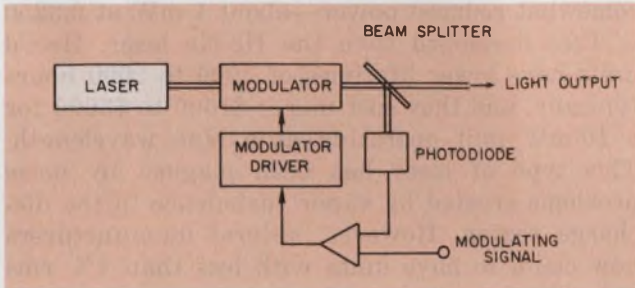 BEAM SPLITTER
LASER
MODULATOR
LIGHT OUTPUT
MODULATOR
DRIVER
PHOTODIODE
MODULATING
SIGNAL